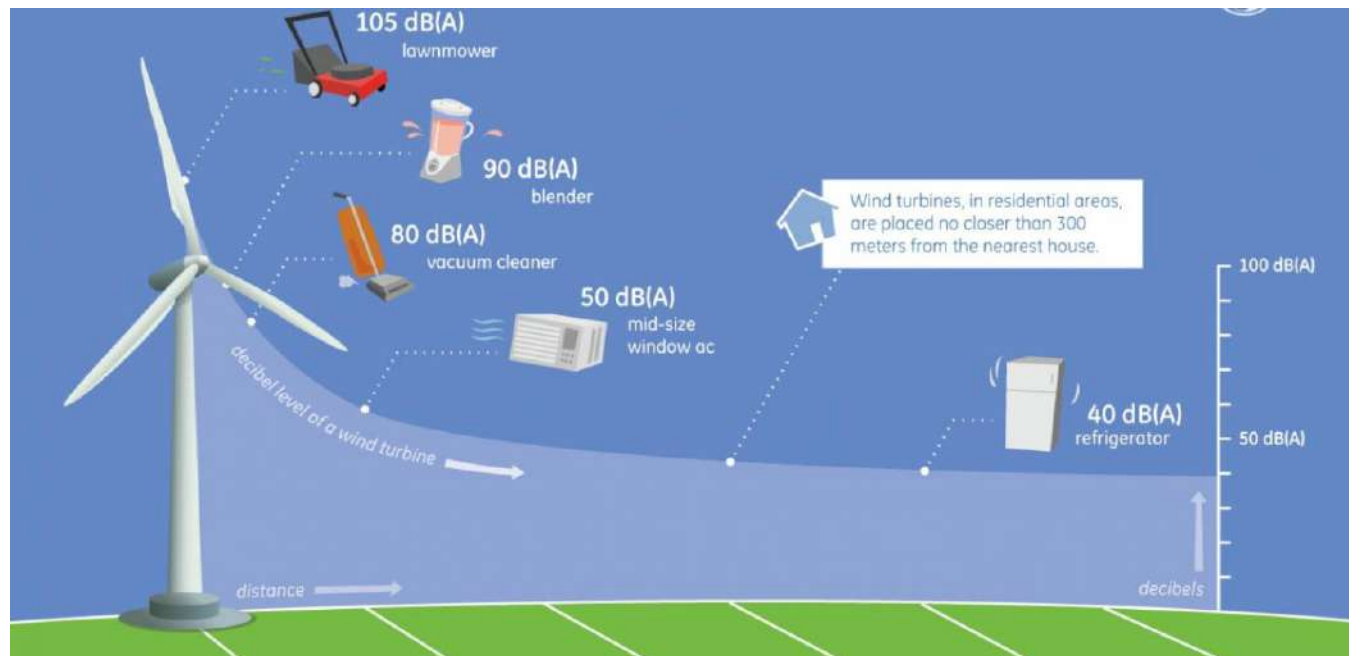 105 dB(A)
lawnmower
90 dB(A)
blender
80 dB(A)
vacuum cleaner
50 dB(A)
mid-size
window ac
Wind turbines, in residential areas,
are placed no closer than 300
meters from the nearest house.
100 dB(A)
40 dB(A)
refrigerator
50 dB(A)
decibel level of a wind turbine
distance
decibels